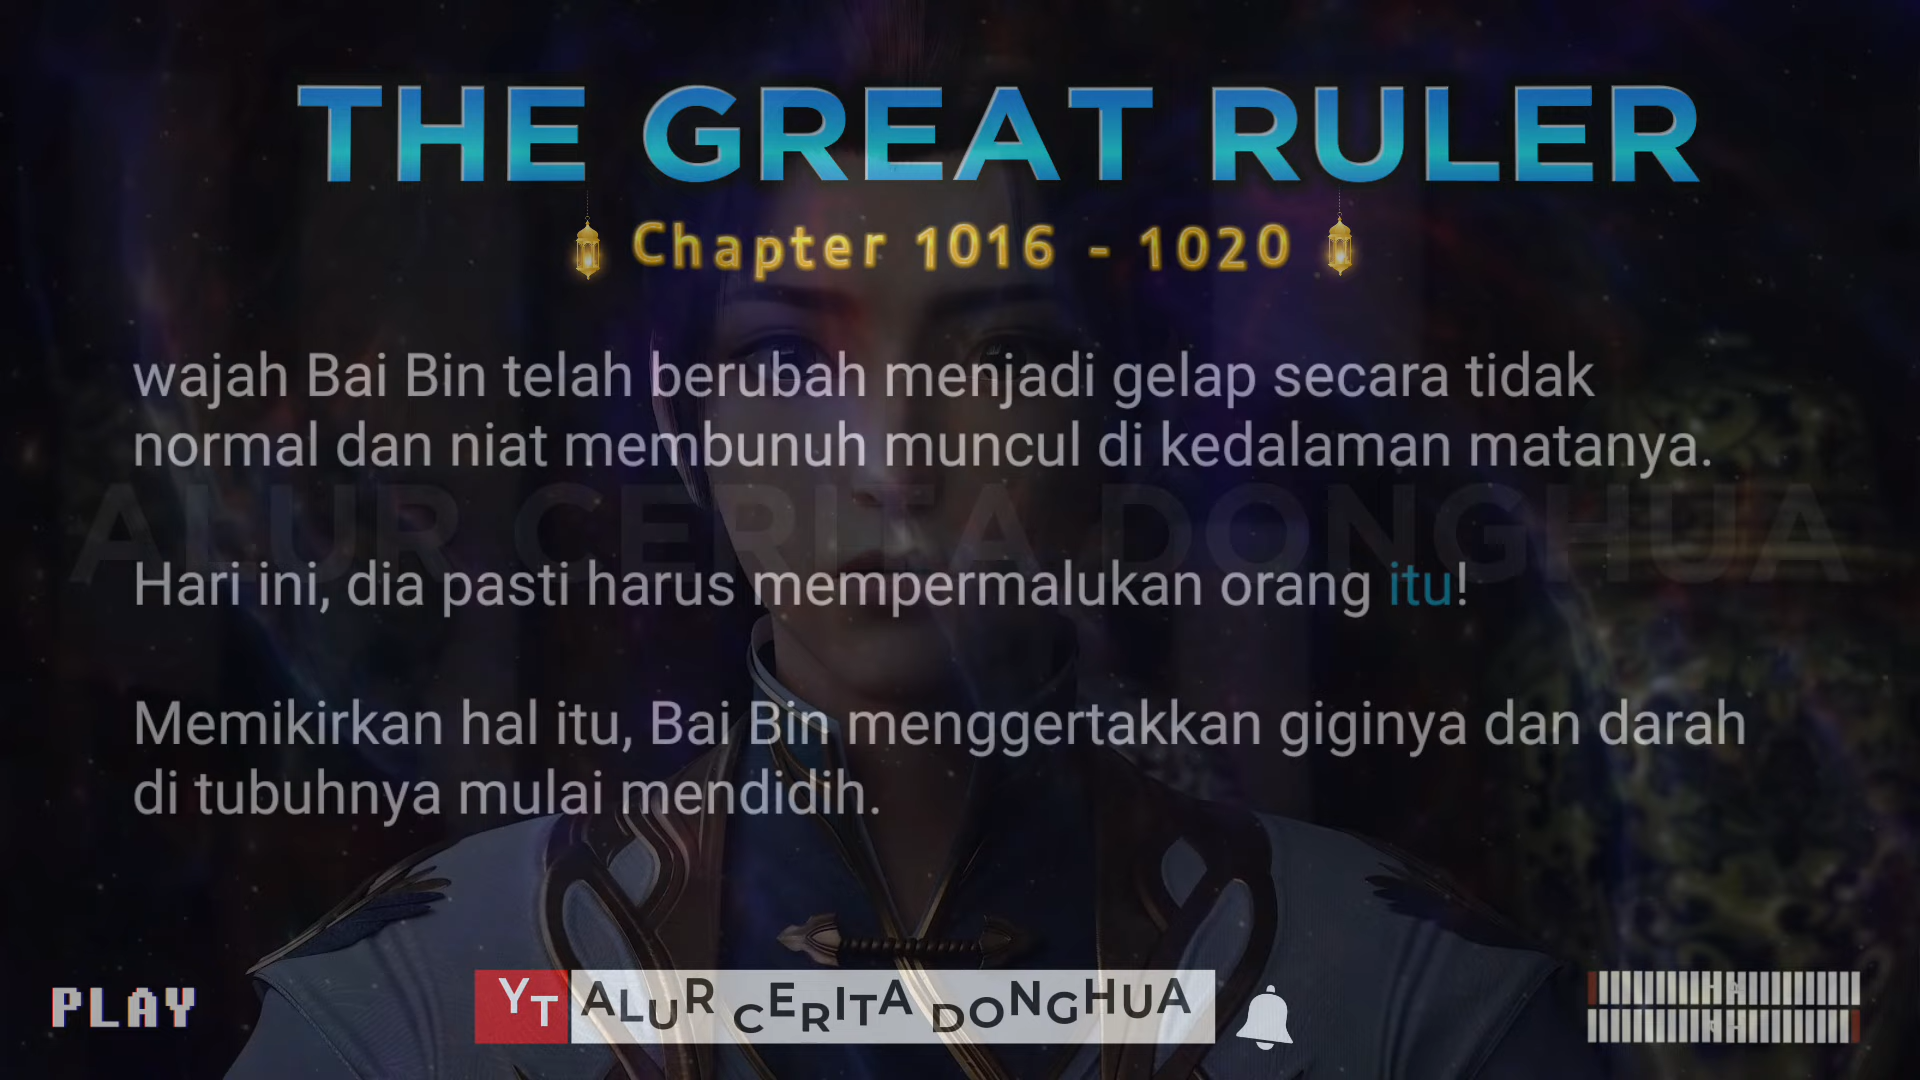 THE GREAT RULER
Chapter 1016 - 1020
wajah Bai Bin telah berubah menjadi gelap secara tidak
normal dan niat membunuh muncul di kedalaman matanya.
ALUR CERITA DONGHUA
Hari ini, dia pasti harus mempermalukan orang itu!
Memikirkan hal itu, Bai Bin menggertakkan giginya dan darah
di tubuhnya mulai mendidih.
PLAY
YT ALUR CERITA DONGHUA